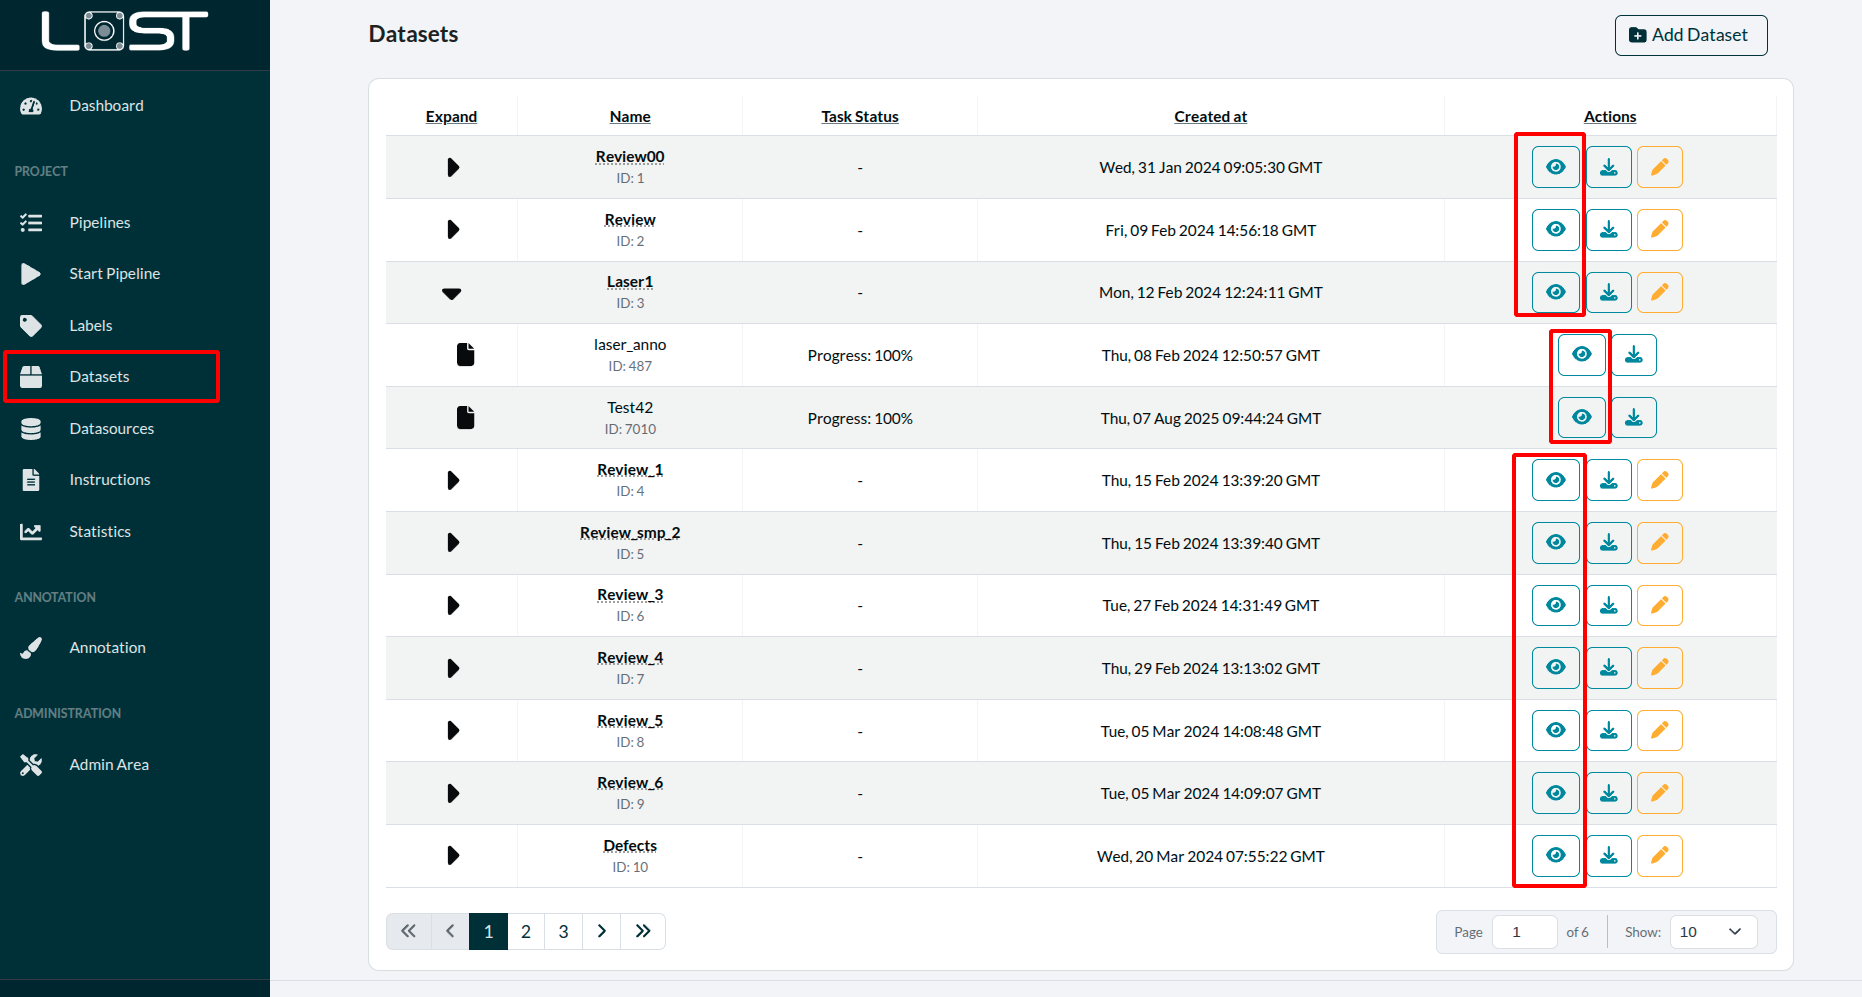 LOST
Dashboard
PROJECT
Pipelines
Start Pipeline
Labels
Datasets
Datasources
Instructions
Statistics
ANNOTATION
Annotation
ADMINISTRATION
Admin Area
Datasets
Add Dataset
Expand Name Task Status Created at Actions
Review00
ID: 1
- Wed, 31 Jan 2024 09:05:30 GMT
Review
ID: 2
- Fri, 09 Feb 2024 14:56:18 GMT
Laser1
ID: 3
- Mon, 12 Feb 2024 12:24:11 GMT
laser_anno
ID: 487
Progress: 100% Thu, 08 Feb 2024 12:50:57 GMT
Test42
ID: 7010
Progress: 100% Thu, 07 Aug 2025 09:44:24 GMT
Review_1
ID: 4
- Thu, 15 Feb 2024 13:39:20 GMT
Review_smp_2
ID: 5
- Thu, 15 Feb 2024 13:39:40 GMT
Review_3
ID: 6
- Tue, 27 Feb 2024 14:31:49 GMT
Review_4
ID: 7
- Thu, 29 Feb 2024 13:13:02 GMT
Review_5
ID: 8
- Tue, 05 Mar 2024 14:08:48 GMT
Review_6
ID: 9
- Tue, 05 Mar 2024 14:09:07 GMT
Defects
ID: 10
- Wed, 20 Mar 2024 07:55:22 GMT
1 2 3
Page 1 of 6 Show: 10